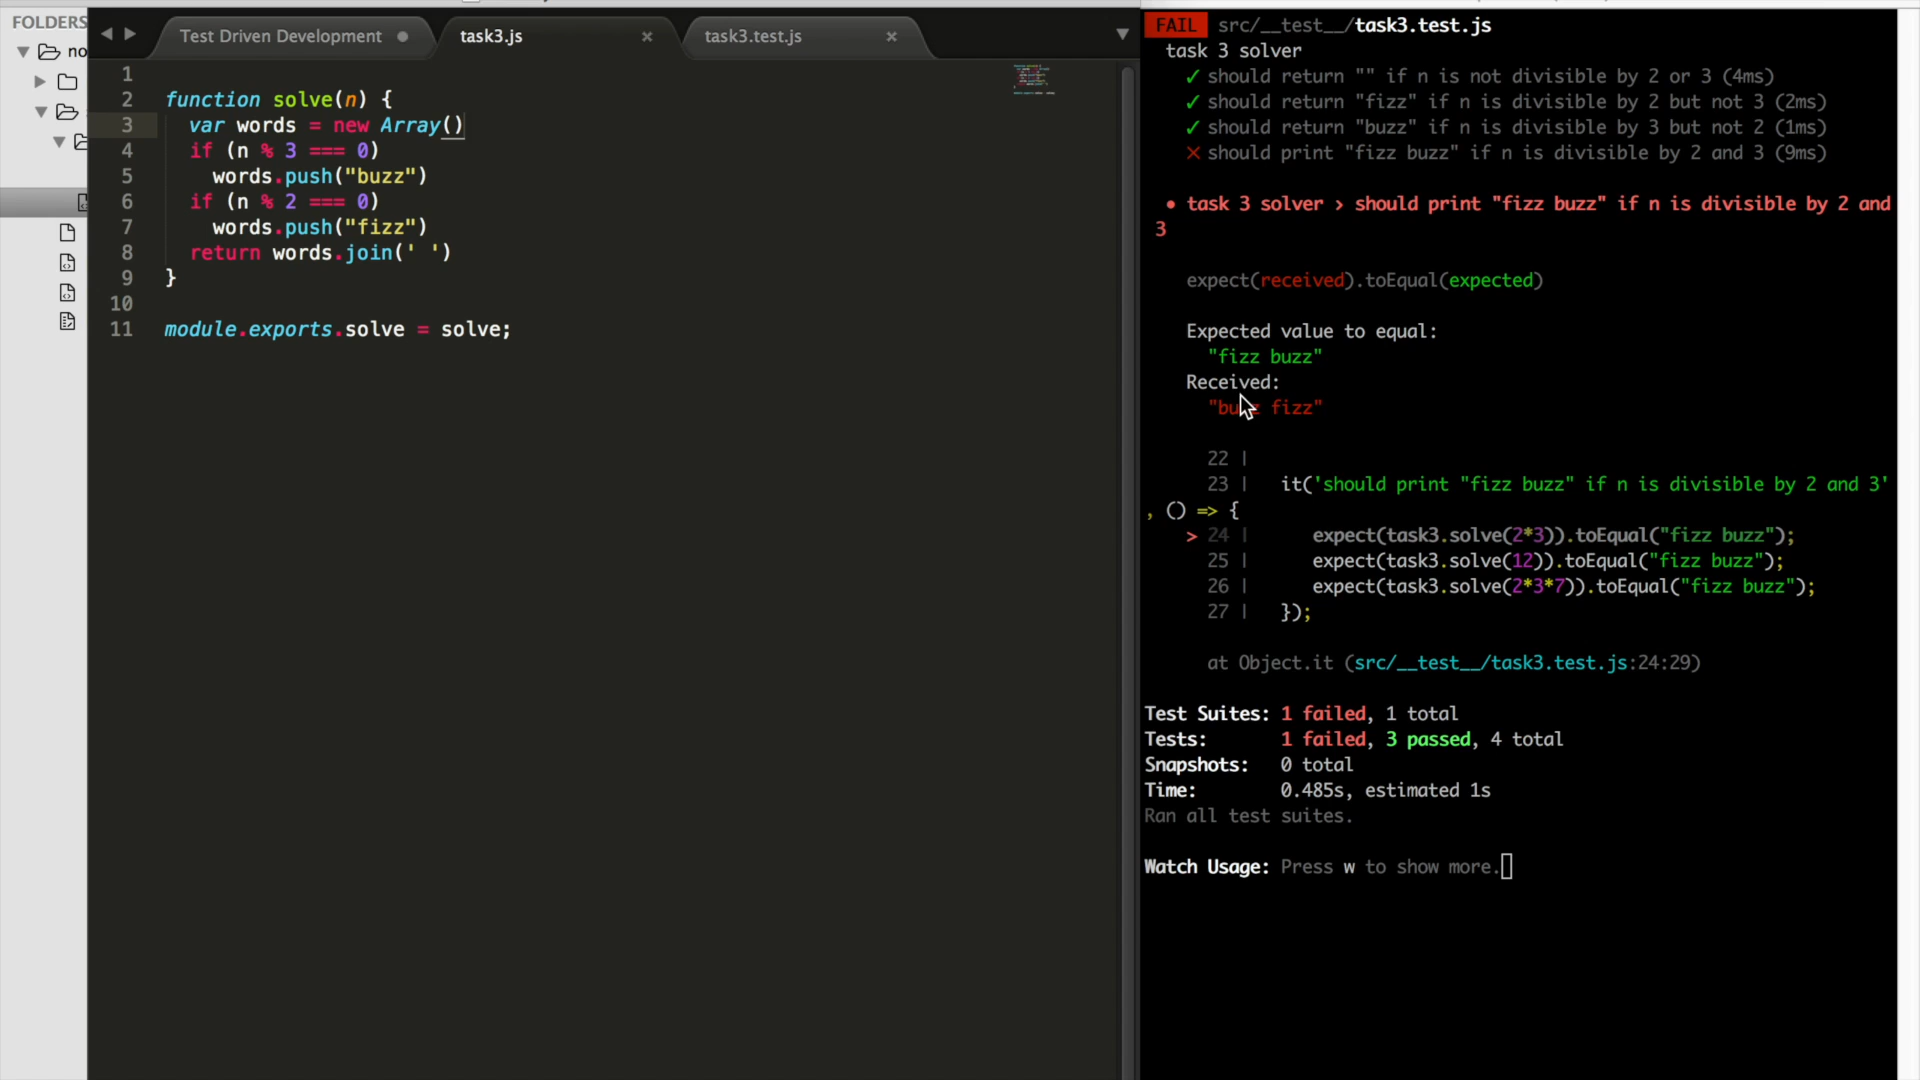 FOLDERS
no
Test Driven Development
task3.js
task3.test.js
1
2 function solve(n) {
3 var words = new Array()
4 if (n % 3 === 0)
5 words.push("buzz")
6 if (n % 2 === 0)
7 words.push("fizz")
8 return words.join(' ')
9 }
10
11 module.exports.solve = solve;
FAIL src/__test__/task3.test.js
task 3 solver
✓ should return "" if n is not divisible by 2 or 3 (4ms)
✓ should return "fizz" if n is divisible by 2 but not 3 (2ms)
✓ should return "buzz" if n is divisible by 3 but not 2 (1ms)
✕ should print "fizz buzz" if n is divisible by 2 and 3 (9ms)
● task 3 solver › should print "fizz buzz" if n is divisible by 2 and
3
expect(received).toEqual(expected)
Expected value to equal:
"fizz buzz"
Received:
"buzz fizz"
22 |
23 | it('should print "fizz buzz" if n is divisible by 2 and 3'
, () => {
> 24 | expect(task3.solve(2*3)).toEqual("fizz buzz");
25 | expect(task3.solve(12)).toEqual("fizz buzz");
26 | expect(task3.solve(2*3*7)).toEqual("fizz buzz");
27 | });
at Object.it (src/__test__/task3.test.js:24:29)
Test Suites: 1 failed, 1 total
Tests: 1 failed, 3 passed, 4 total
Snapshots: 0 total
Time: 0.485s, estimated 1s
Ran all test suites.
Watch Usage: Press w to show more.